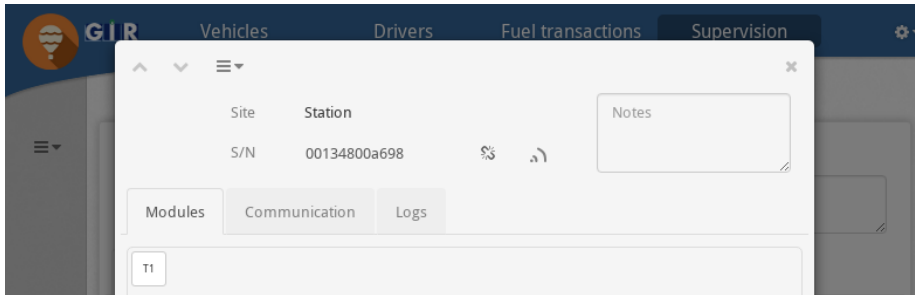 GIR Vehicles Drivers Fuel transactions Supervision
Site Station Notes
S/N 00134800a698
Modules Communication Logs
T1